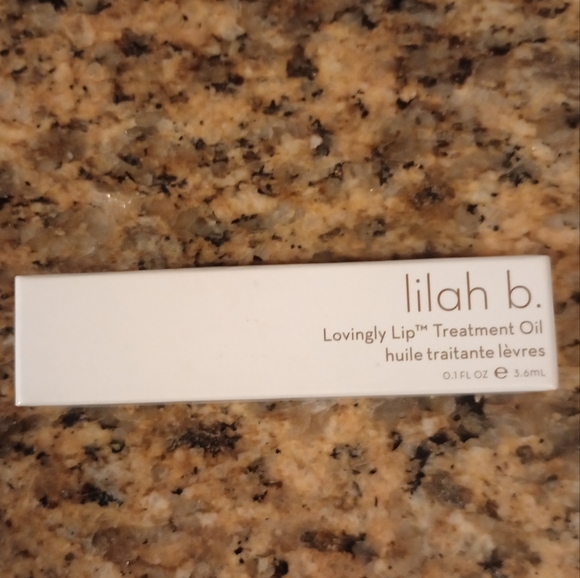 lilah b.
Lovingly Lip™ Treatment Oil
huile traitante lèvres
0.1 FL OZ ℮ 3.6mL